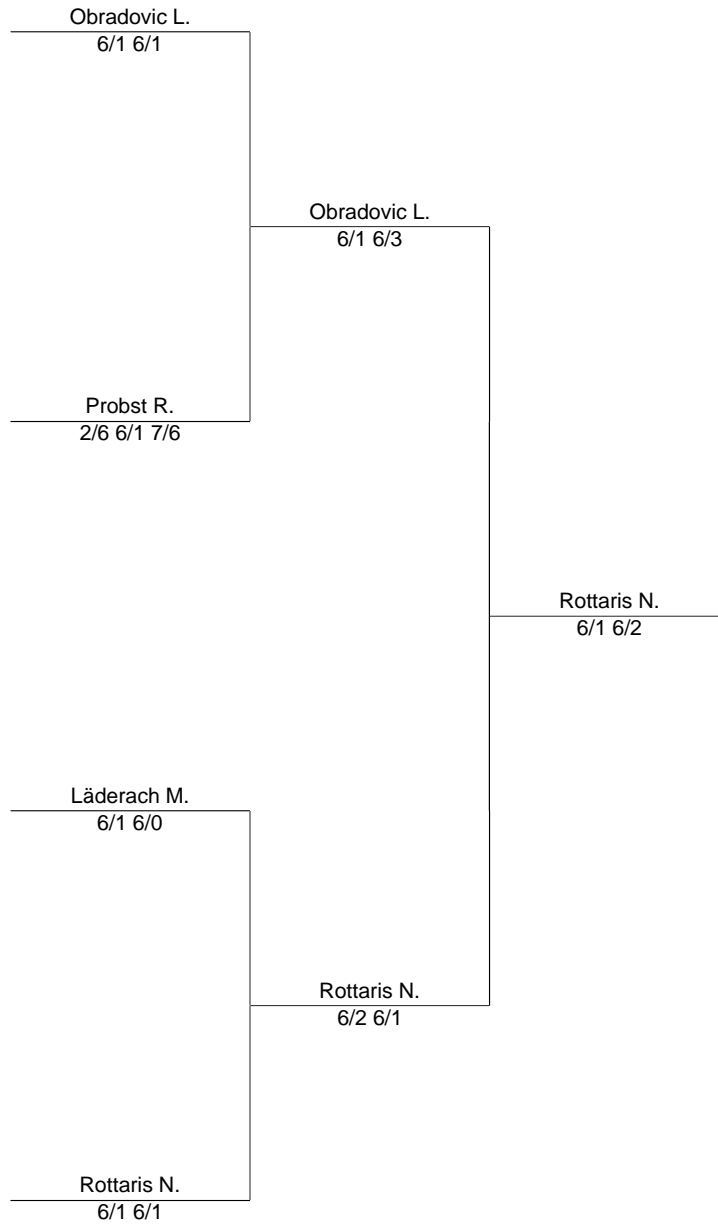 Obradovic L.
6/1 6/1
Obradovic L.
6/1 6/3
Probst R.
2/6 6/1 7/6
Rottaris N.
6/1 6/2
Läderach M.
6/1 6/0
Rottaris N.
6/2 6/1
Rottaris N.
6/1 6/1